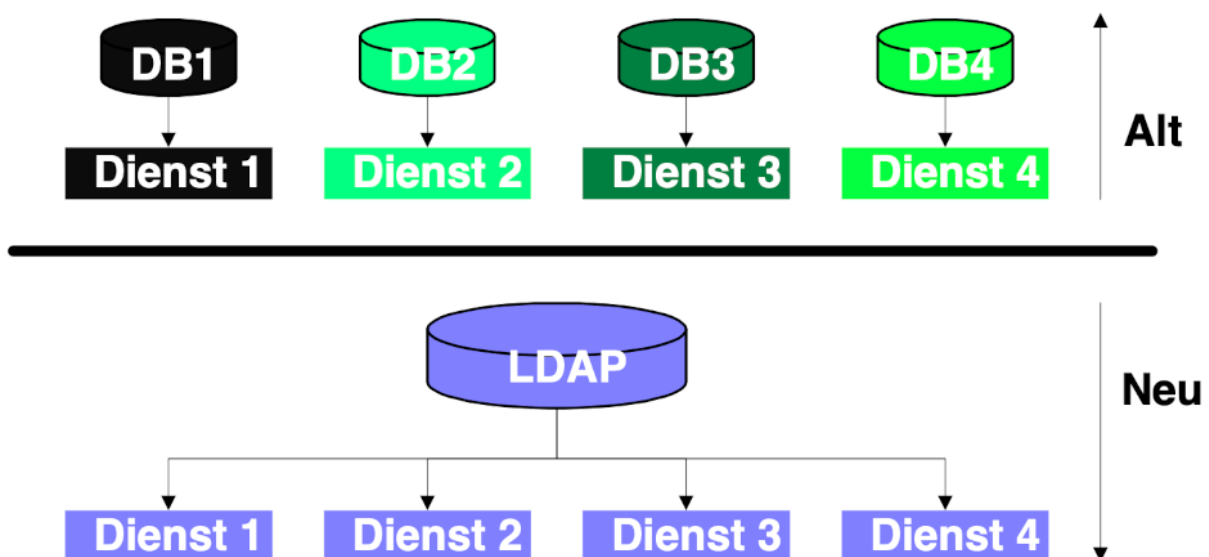 DB1 DB2 DB3 DB4
Alt
Dienst 1 Dienst 2 Dienst 3 Dienst 4
LDAP
Neu
Dienst 1 Dienst 2 Dienst 3 Dienst 4